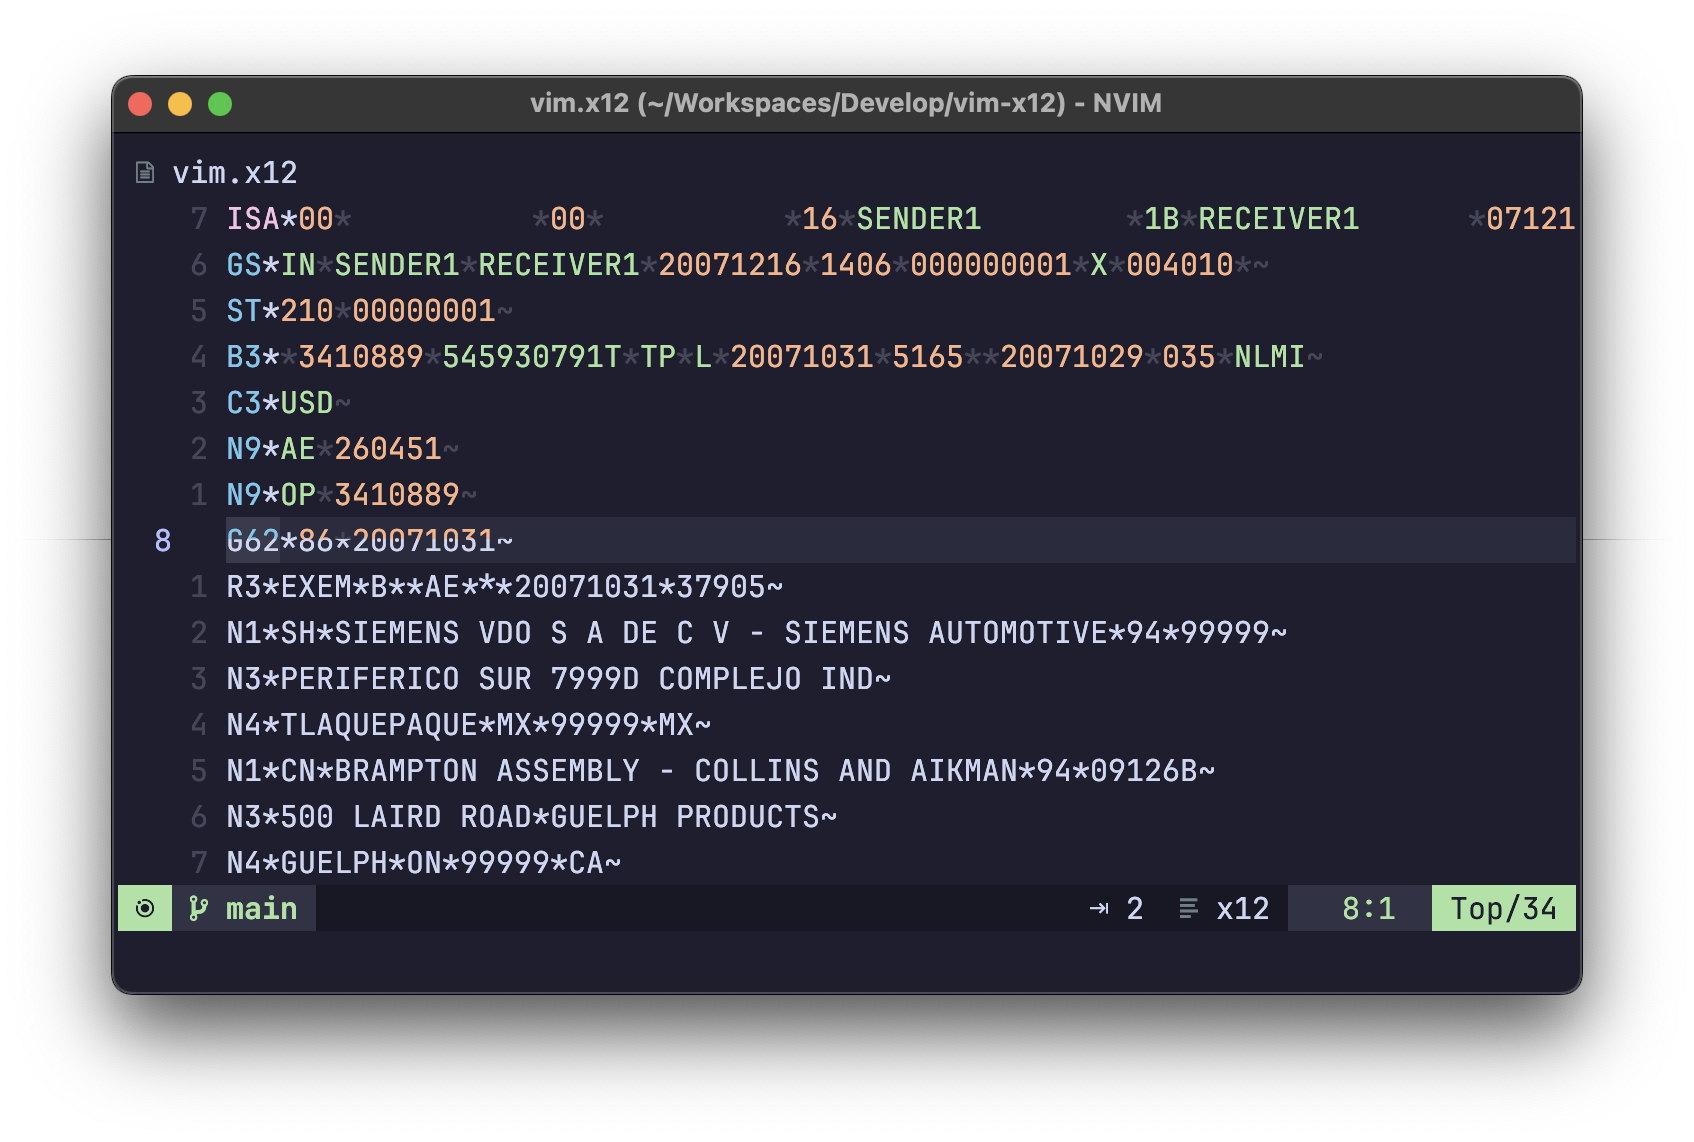 vim.x12 (~/Workspaces/Develop/vim-x12) - NVIM
vim.x12
7 ISA*00*          *00*          *16*SENDER1        *1B*RECEIVER1      *07121
6 GS*IN*SENDER1*RECEIVER1*20071216*1406*000000001*X*004010*~
5 ST*210*00000001~
4 B3**3410889*545930791T*TP*L*20071031*5165**20071029*035*NLMI~
3 C3*USD~
2 N9*AE*260451~
1 N9*OP*3410889~
8 G62*86*20071031~
1 R3*EXEM*B**AE***20071031*37905~
2 N1*SH*SIEMENS VDO S A DE C V - SIEMENS AUTOMOTIVE*94*99999~
3 N3*PERIFERICO SUR 7999D COMPLEJO IND~
4 N4*TLAQUEPAQUE*MX*99999*MX~
5 N1*CN*BRAMPTON ASSEMBLY - COLLINS AND AIKMAN*94*09126B~
6 N3*500 LAIRD ROAD*GUELPH PRODUCTS~
7 N4*GUELPH*ON*99999*CA~
main 2 x12 8:1 Top/34